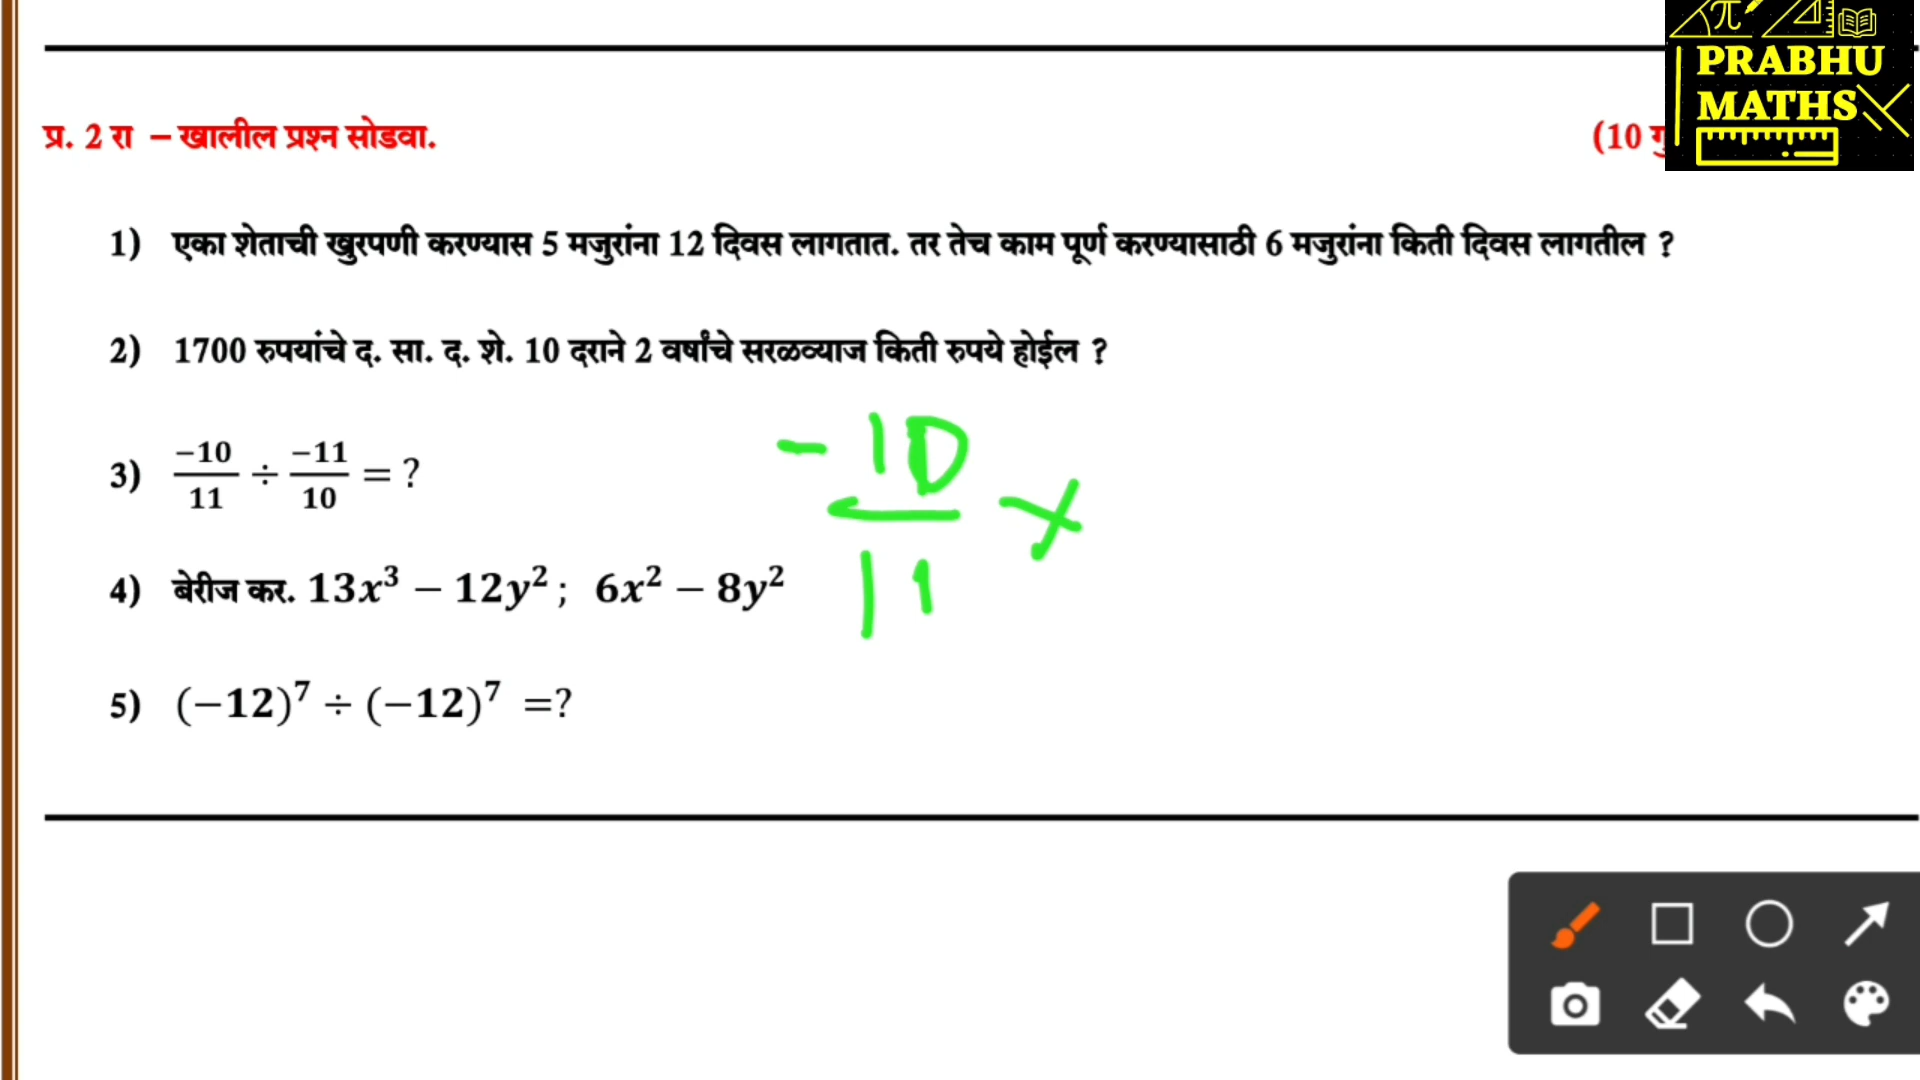 PRABHU
MATHS
प्र. 2 रा – खालील प्रश्न सोडवा. (10
1) एका शेताची खुरपणी करण्यास 5 मजुरांना 12 दिवस लागतात. तर तेच काम पूर्ण करण्यासाठी 6 मजुरांना किती दिवस लागतील ?
2) 1700 रुपयांचे द. सा. द. शे. 10 दराने 2 वर्षांचे सरळव्याज किती रुपये होईल ?
3) −10/11 ÷ −11/10 = ?
-10/11 ×
4) बेरीज कर. 13x³ − 12y² ; 6x² − 8y²
5) (−12)⁷ ÷ (−12)⁷ =?